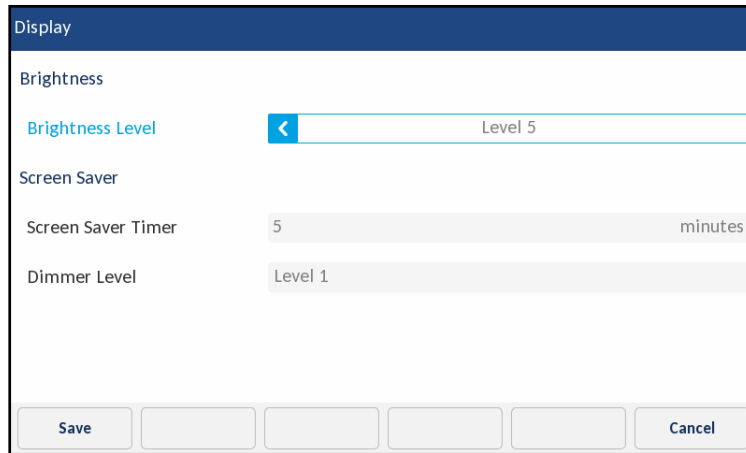 Display
Brightness
Brightness Level Level 5
Screen Saver
Screen Saver Timer 5 minutes
Dimmer Level Level 1
Save Cancel